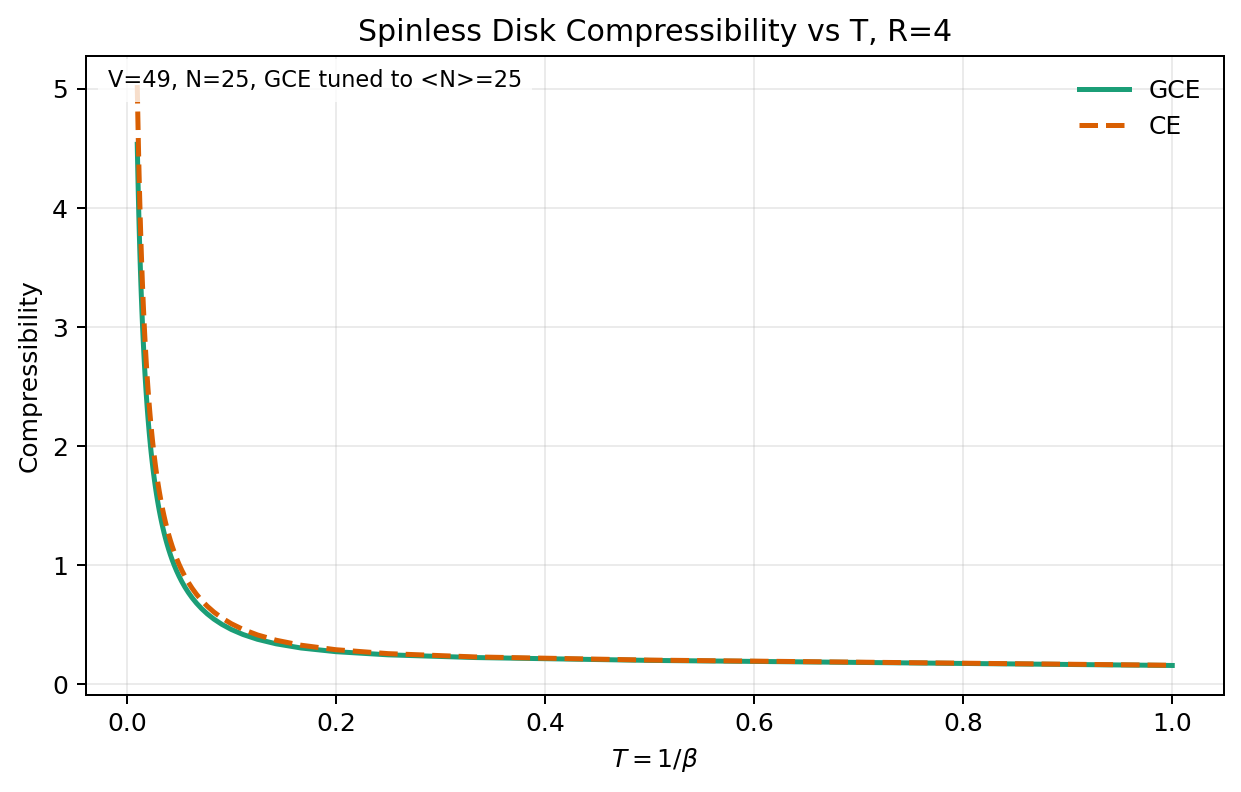 Spinless Disk Compressibility vs T, R=4
V=49, N=25, GCE tuned to <N>=25
GCE
CE
5
4
3
2
1
0
Compressibility
0.0 0.2 0.4 0.6 0.8 1.0
T = 1/β